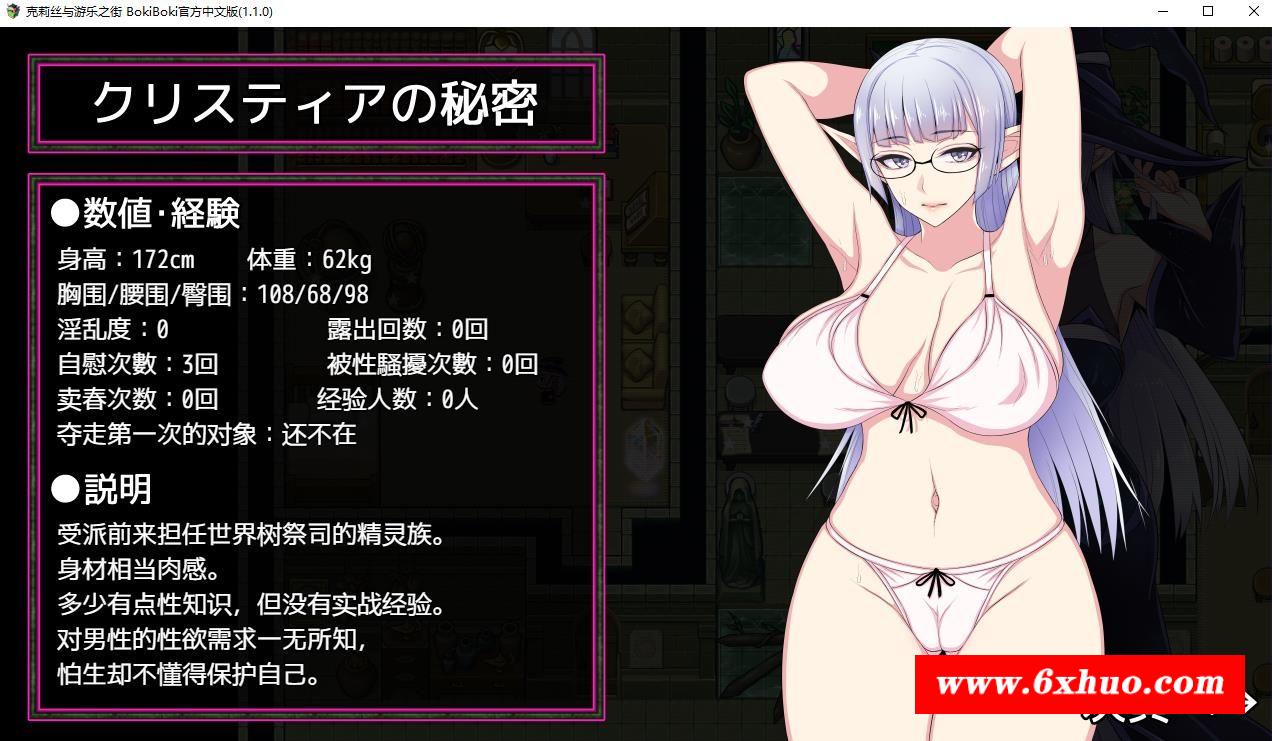 克莉丝与游乐之街 BokiBoki官方中文版(1.1.0)
クリスティアの秘密
●数値･経験
身高：172cm 体重：62kg
胸围/腰围/臀围：108/68/98
淫乱度：0 露出回数：0回
自慰次數：3回 被性騷擾次數：0回
卖春次数：0回 经验人数：0人
夺走第一次的对象：还不在
●説明
受派前来担任世界树祭司的精灵族。
身材相当肉感。
多少有点性知识，但没有实战经验。
对男性的性欲需求一无所知，
怕生却不懂得保护自己。
www.6xhuo.com